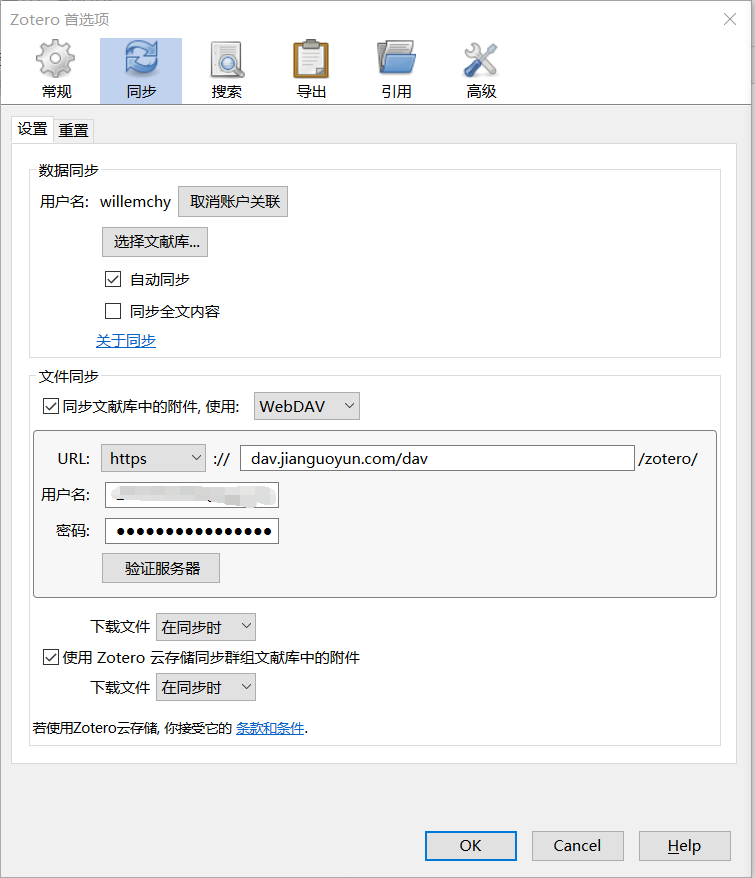 Zotero 首选项
常规 同步 搜索 导出 引用 高级
设置 重置
数据同步
用户名: willemchy 取消账户关联
选择文献库...
自动同步
同步全文内容
关于同步
文件同步
同步文献库中的附件, 使用: WebDAV
URL: https :// dav.jianguoyun.com/dav /zotero/
用户名:
密码: ●●●●●●●●●●●●●●●●
验证服务器
下载文件 在同步时
使用 Zotero 云存储同步群组文献库中的附件
下载文件 在同步时
若使用Zotero云存储, 你接受它的 条款和条件.
OK Cancel Help